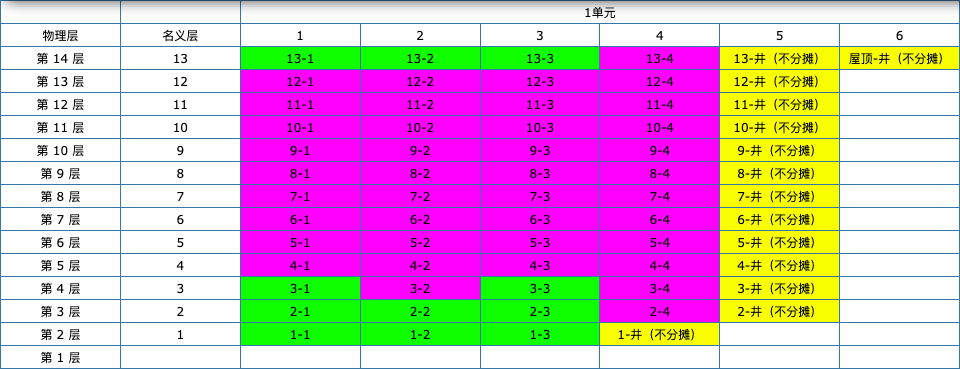 1单元
物理层 名义层 1 2 3 4 5 6
第 14 层 13 13-1 13-2 13-3 13-4 13-井（不分摊） 屋顶-井（不分摊）
第 13 层 12 12-1 12-2 12-3 12-4 12-井（不分摊）
第 12 层 11 11-1 11-2 11-3 11-4 11-井（不分摊）
第 11 层 10 10-1 10-2 10-3 10-4 10-井（不分摊）
第 10 层 9 9-1 9-2 9-3 9-4 9-井（不分摊）
第 9 层 8 8-1 8-2 8-3 8-4 8-井（不分摊）
第 8 层 7 7-1 7-2 7-3 7-4 7-井（不分摊）
第 7 层 6 6-1 6-2 6-3 6-4 6-井（不分摊）
第 6 层 5 5-1 5-2 5-3 5-4 5-井（不分摊）
第 5 层 4 4-1 4-2 4-3 4-4 4-井（不分摊）
第 4 层 3 3-1 3-2 3-3 3-4 3-井（不分摊）
第 3 层 2 2-1 2-2 2-3 2-4 2-井（不分摊）
第 2 层 1 1-1 1-2 1-3 1-井（不分摊）
第 1 层